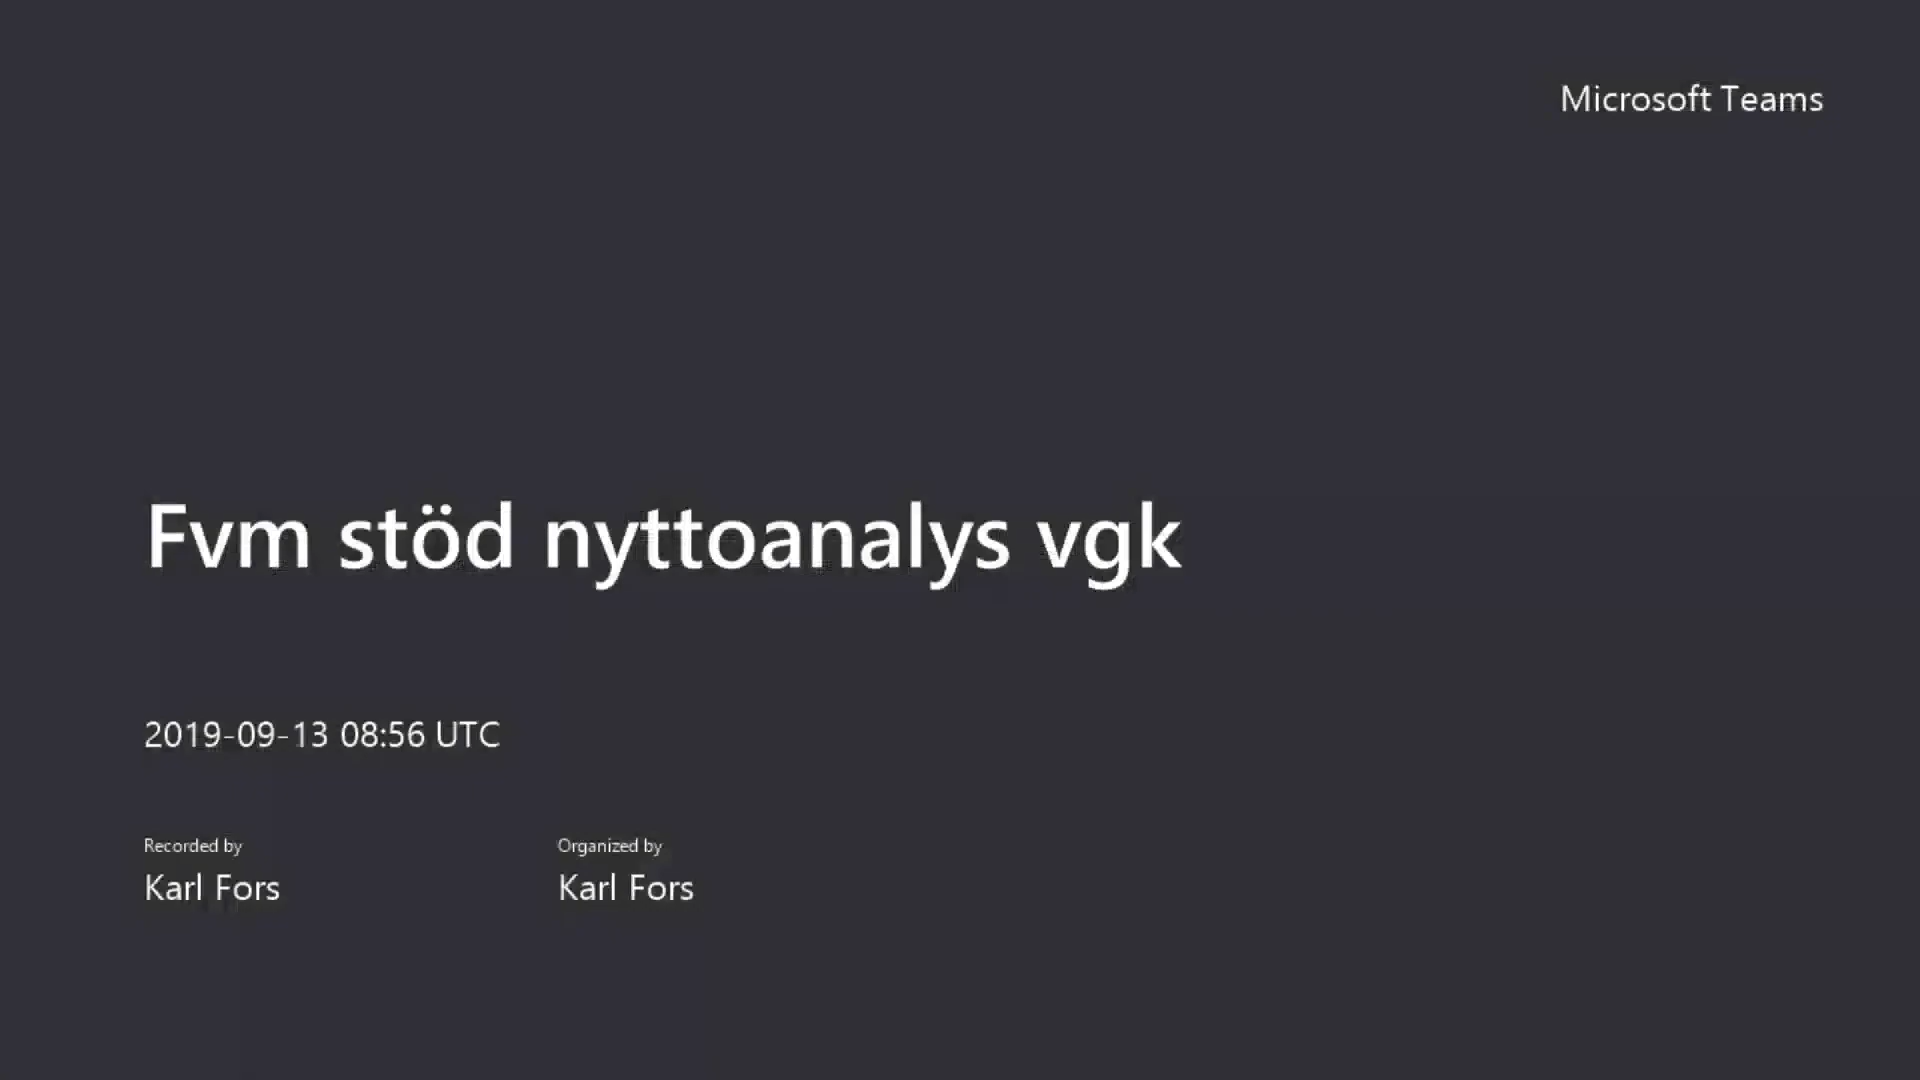 Microsoft Teams
Fvm stöd nyttoanalys vgk
2019-09-13 08:56 UTC
Recorded by
Karl Fors
Organized by
Karl Fors